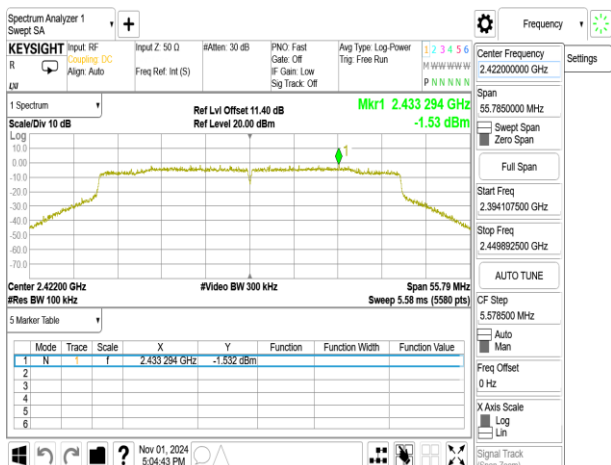 Spectrum Analyzer 1
Swept SA
Frequency
KEYSIGHT
R
LXI
Input: RF
Coupling: DC
Align: Auto
Input Z: 50 Ω
Freq Ref: Int (S)
#Atten: 30 dB
PNO: Fast
Gate: Off
IF Gain: Low
Sig Track: Off
Avg Type: Log-Power
Trig: Free Run
1 2 3 4 5 6
M W W W W W
P N N N N N
Center Frequency
2.422000000 GHz
Settings
Span
55.7850000 MHz
Swept Span
Zero Span
Full Span
Start Freq
2.394107500 GHz
Stop Freq
2.449892500 GHz
AUTO TUNE
CF Step
5.578500 MHz
Auto
Man
Freq Offset
0 Hz
X Axis Scale
Log
Lin
Signal Track
(Span Zoom)
1 Spectrum
Scale/Div 10 dB
Ref Lvl Offset 11.40 dB
Ref Level 20.00 dBm
Mkr1 2.433 294 GHz
-1.53 dBm
Log
10.0
0.00
-10.0
-20.0
-30.0
-40.0
-50.0
-60.0
-70.0
1
Center 2.42200 GHz
#Res BW 100 kHz
#Video BW 300 kHz
Span 55.79 MHz
Sweep 5.58 ms (5580 pts)
5 Marker Table
Mode Trace Scale X Y Function Function Width Function Value
1 N 1 f 2.433 294 GHz -1.532 dBm
2
3
4
5
6
? Nov 01, 2024
5:04:43 PM